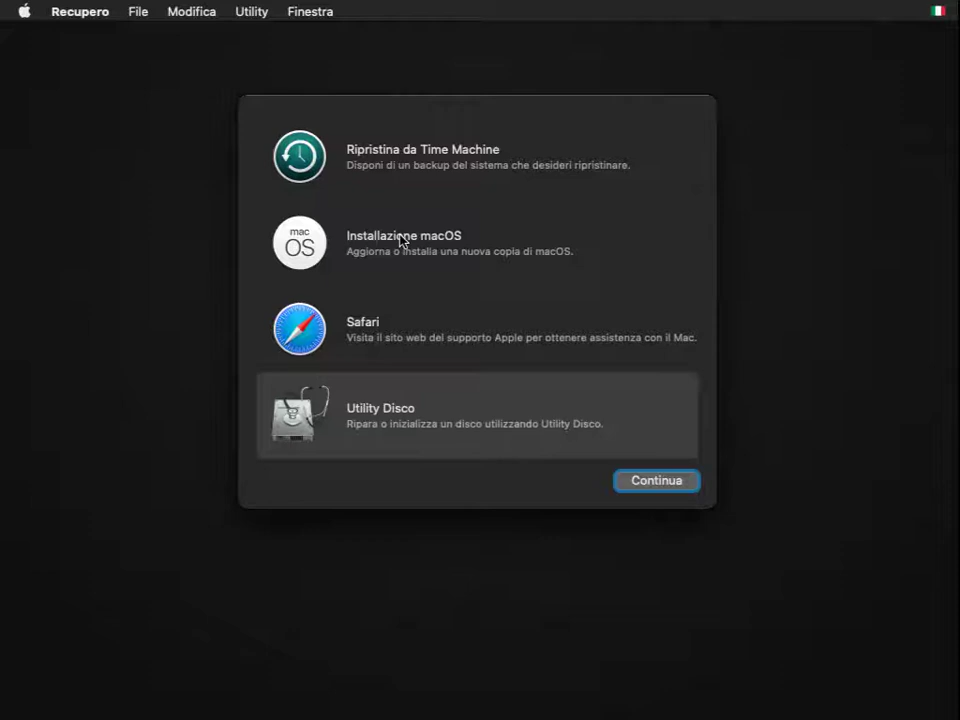 Recupero File Modifica Utility Finestra
Ripristina da Time Machine
Disponi di un backup del sistema che desideri ripristinare.
mac
OS
Installazione macOS
Aggiorna o installa una nuova copia di macOS.
Safari
Visita il sito web del supporto Apple per ottenere assistenza con il Mac.
Utility Disco
Ripara o inizializza un disco utilizzando Utility Disco.
Continua